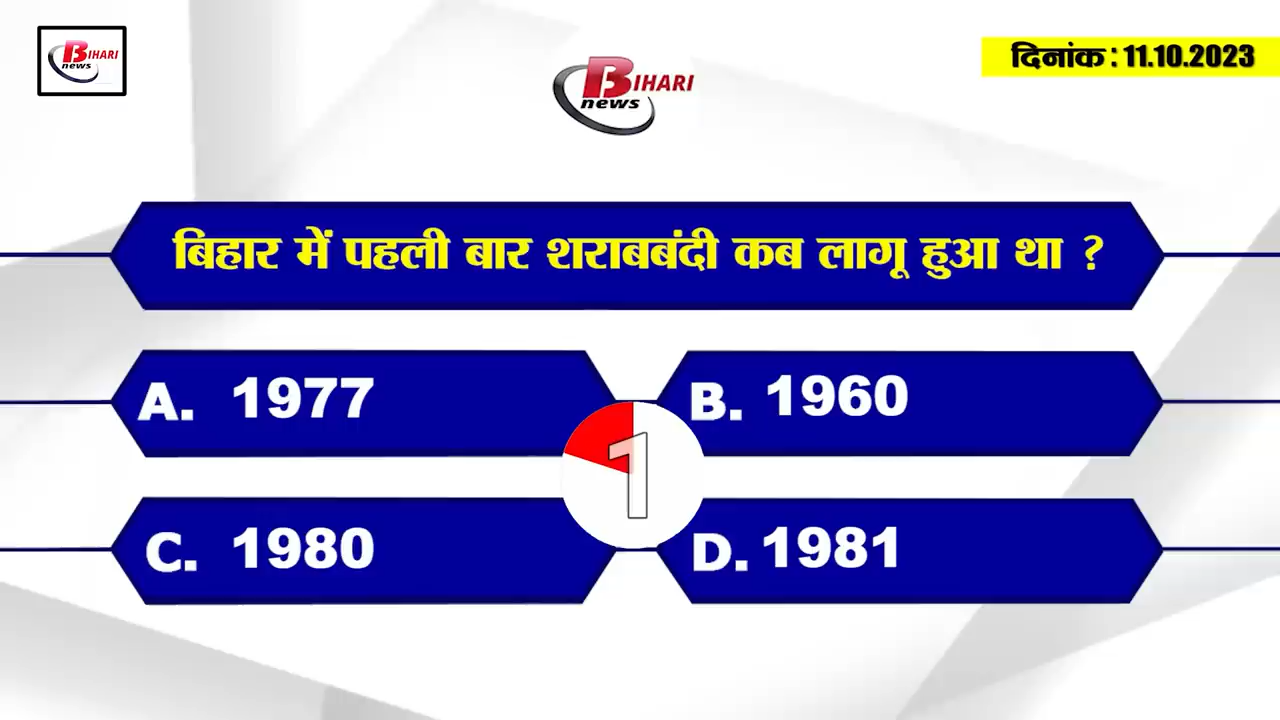 BIHARI
news
BIHARI
news
दिनांक : 11.10.2023
बिहार में पहली बार शराबबंदी कब लागू हुआ था ?
A. 1977
B. 1960
1
C. 1980
D. 1981